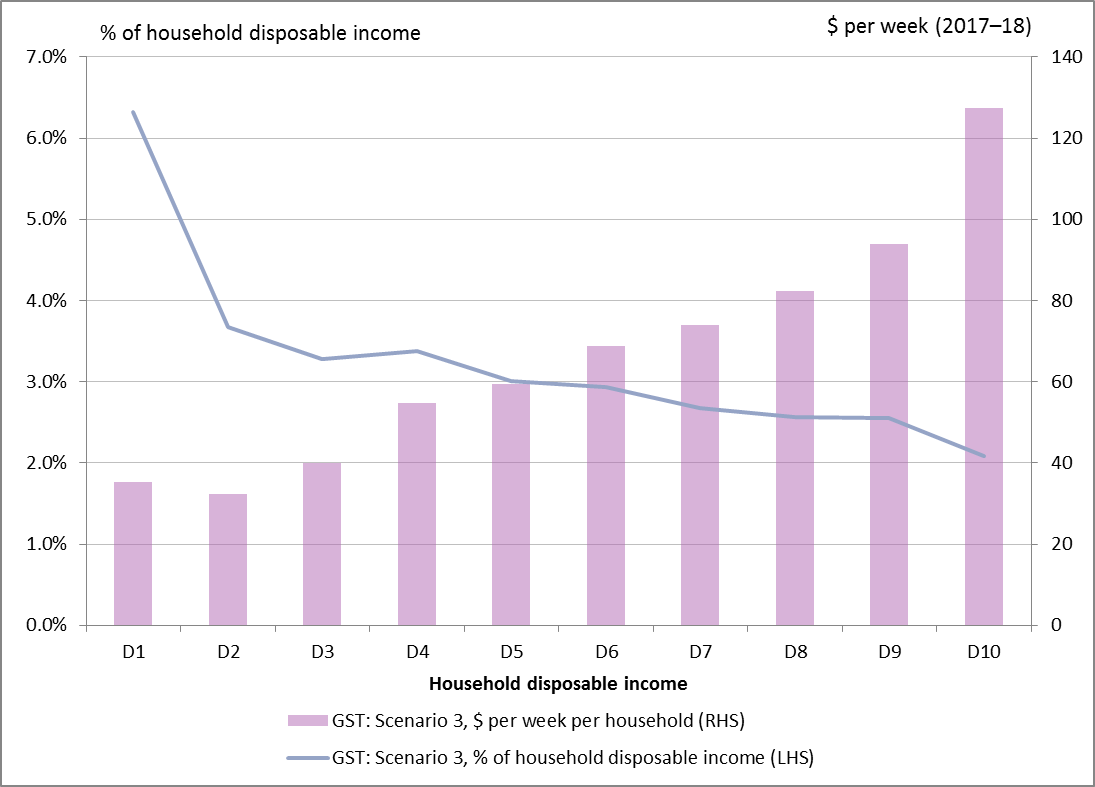 % of household disposable income
$ per week (2017–18)
7.0%
6.0%
5.0%
4.0%
3.0%
2.0%
1.0%
0.0%
140
120
100
80
60
40
20
0
D1 D2 D3 D4 D5 D6 D7 D8 D9 D10
Household disposable income
GST: Scenario 3, $ per week per household (RHS)
GST: Scenario 3, % of household disposable income (LHS)